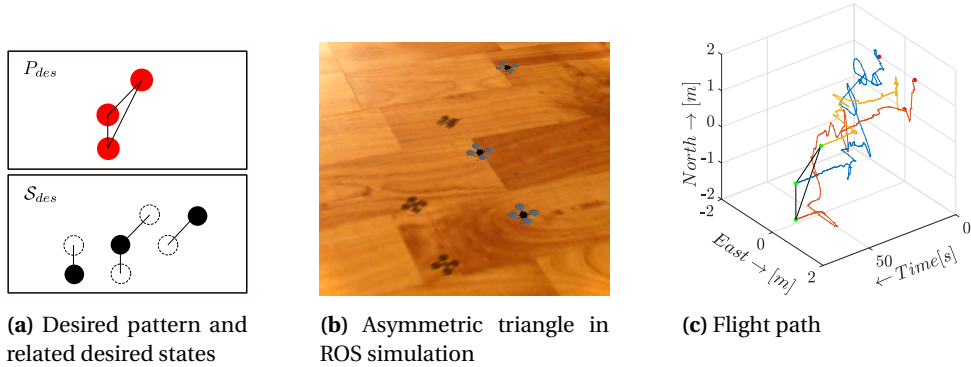 P_des
S_des
2
1
0
-1
-2
-2
0
2
50
0
North → [m]
East → [m]
← Time[s]
(a) Desired pattern and
related desired states
(b) Asymmetric triangle in
ROS simulation
(c) Flight path